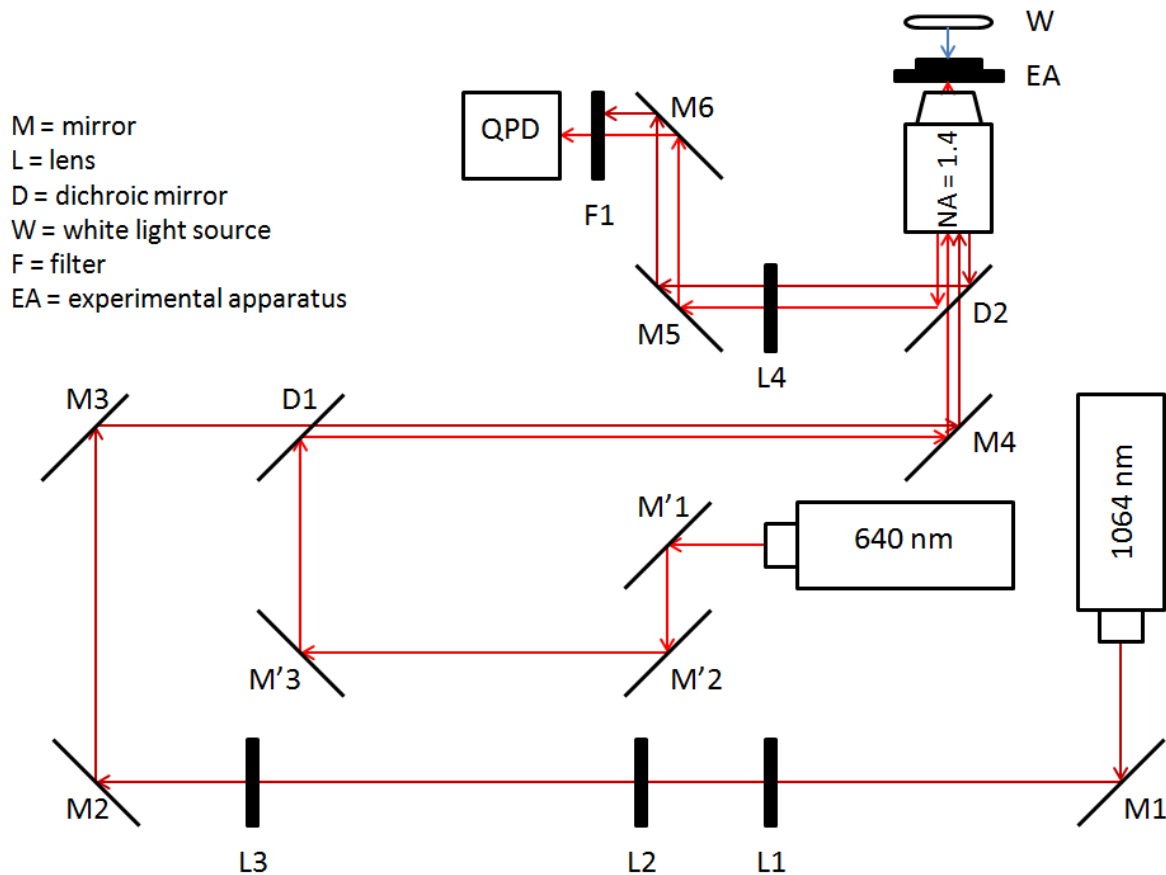 W
EA
M6
QPD
M = mirror
L = lens
D = dichroic mirror
W = white light source
F = filter
EA = experimental apparatus
NA = 1.4
F1
D2
M5
L4
M3
D1
M4
1064 nm
M'1
640 nm
M'3
M'2
M2
M1
L3
L2
L1